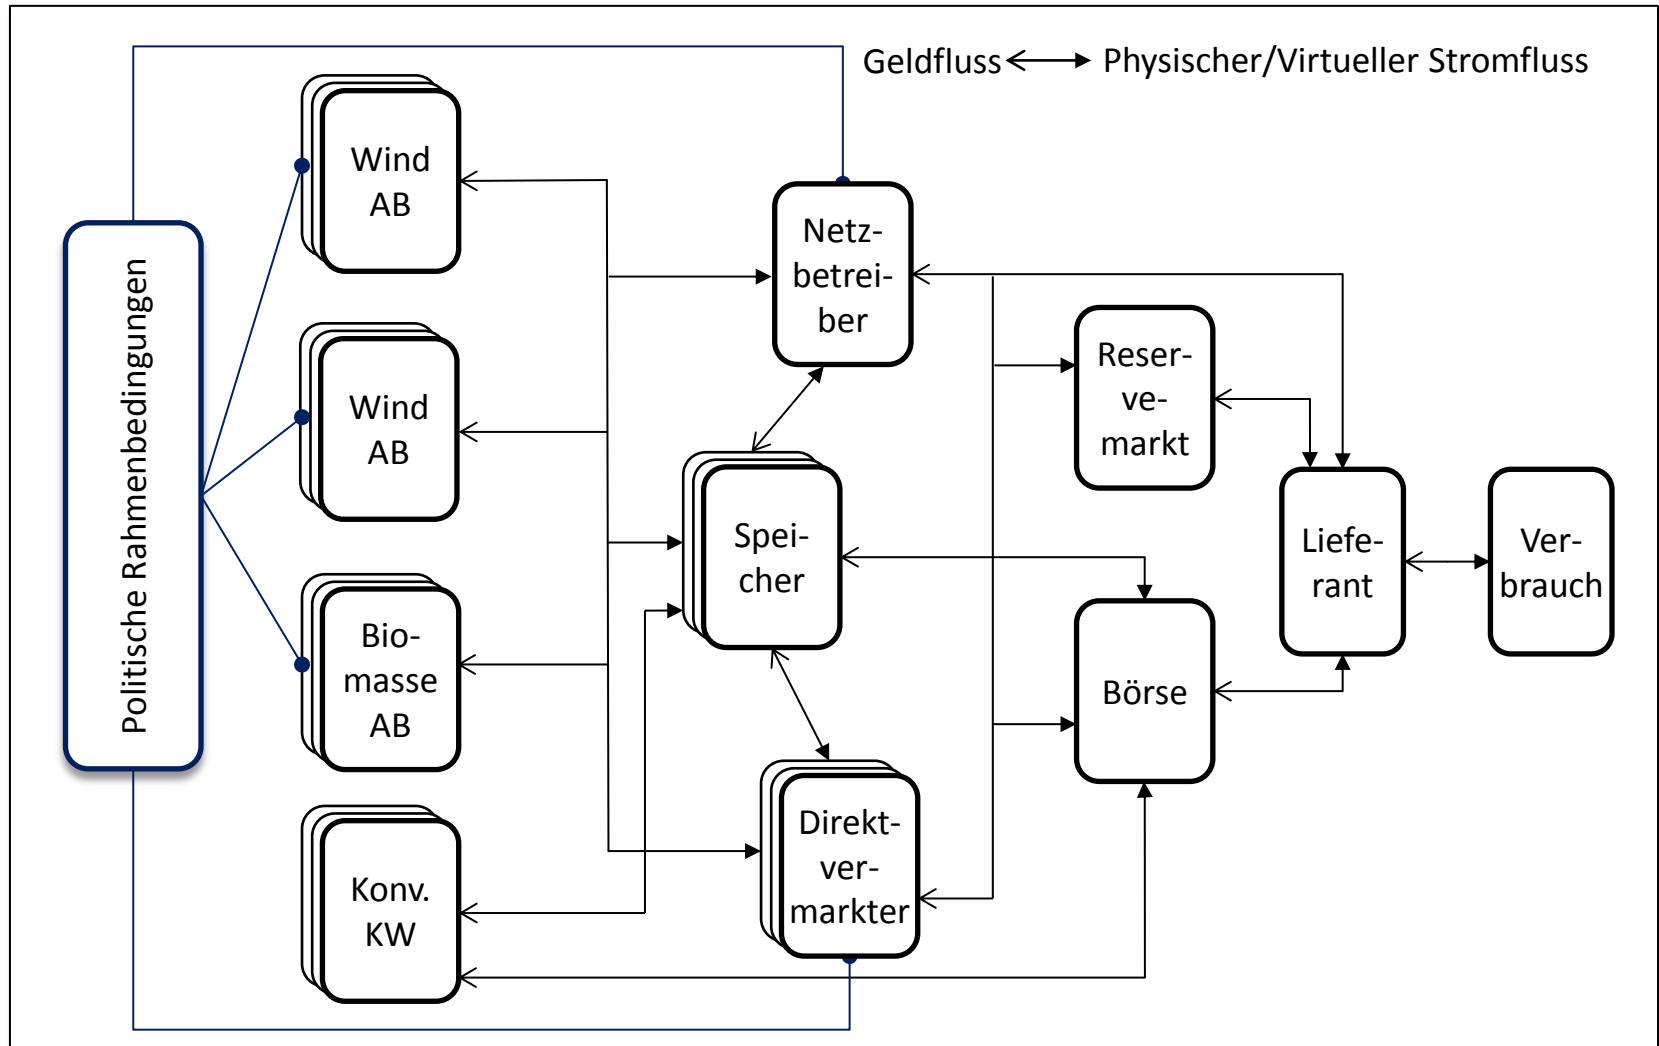 Geldfluss
Physischer/Virtueller Stromfluss
Politische Rahmenbedingungen
Wind
AB
Wind
AB
Bio-
masse
AB
Konv.
KW
Netz-
betrei-
ber
Spei-
cher
Direkt-
ver-
markter
Reser-
ve-
markt
Börse
Liefe-
rant
Ver-
brauch